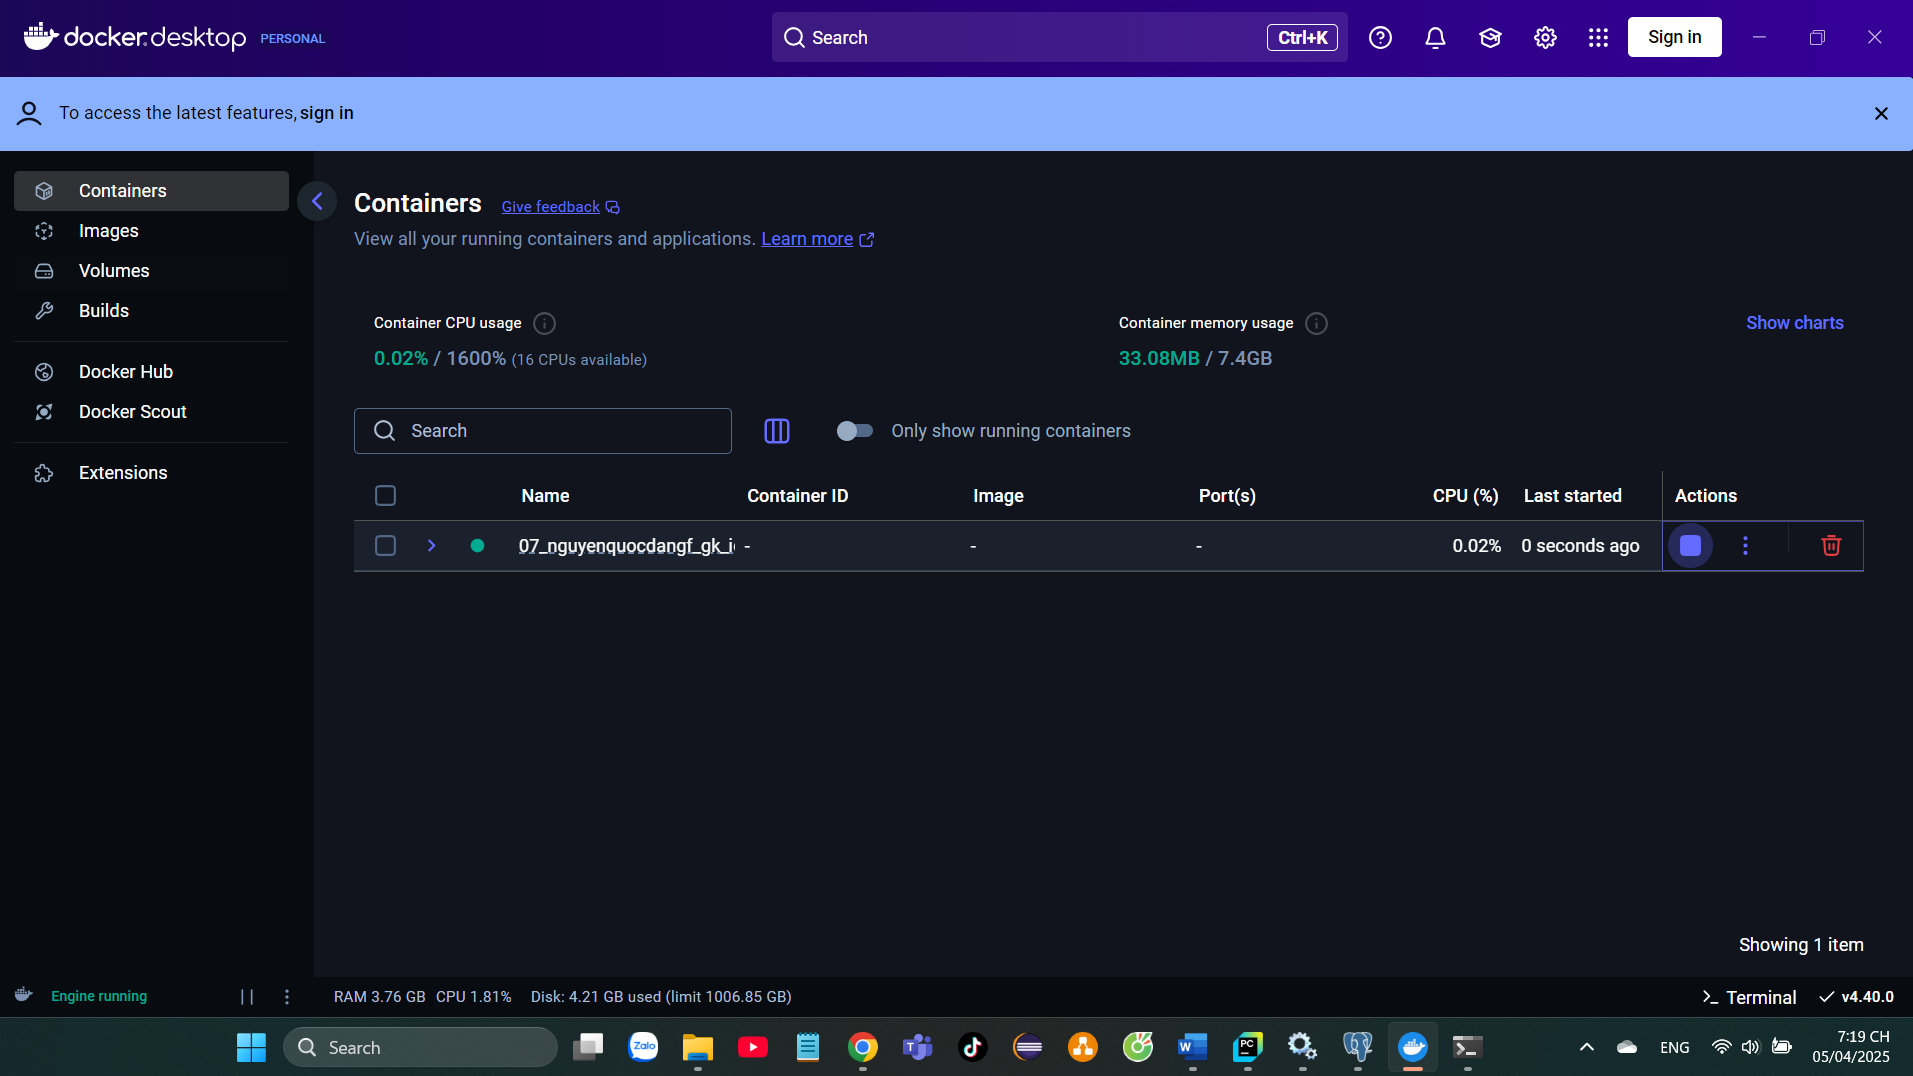 docker.desktop PERSONAL
Search Ctrl+K
Sign in
To access the latest features, sign in
Containers
Images
Volumes
Builds
Docker Hub
Docker Scout
Extensions
Containers Give feedback
View all your running containers and applications. Learn more
Container CPU usage
0.02% / 1600% (16 CPUs available)
Container memory usage
33.08MB / 7.4GB
Show charts
Search
Only show running containers
Name Container ID Image Port(s) CPU (%) Last started Actions
07_nguyenquocdangf_gk_i - - - 0.02% 0 seconds ago
Showing 1 item
Engine running RAM 3.76 GB CPU 1.81% Disk: 4.21 GB used (limit 1006.85 GB) >_ Terminal v4.40.0
Search
Zalo
T
W
PC
ENG
7:19 CH
05/04/2025